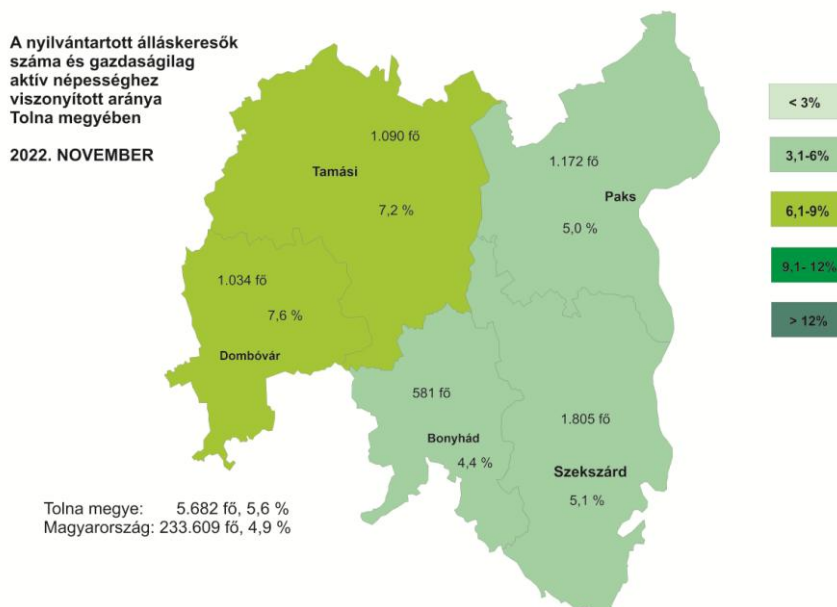 A nyilvántartott álláskeresők
száma és gazdaságilag
aktív népességhez
viszonyított aránya
Tolna megyében
2022. NOVEMBER
< 3%
3,1-6%
6,1-9%
9,1- 12%
> 12%
1.090 fő
Tamási
7,2 %
1.172 fő
Paks
5,0 %
1.034 fő
7,6 %
Dombóvár
581 fő
Bonyhád
4,4 %
1.805 fő
Szekszárd
5,1 %
Tolna megye: 5.682 fő, 5,6 %
Magyarország: 233.609 fő, 4,9 %